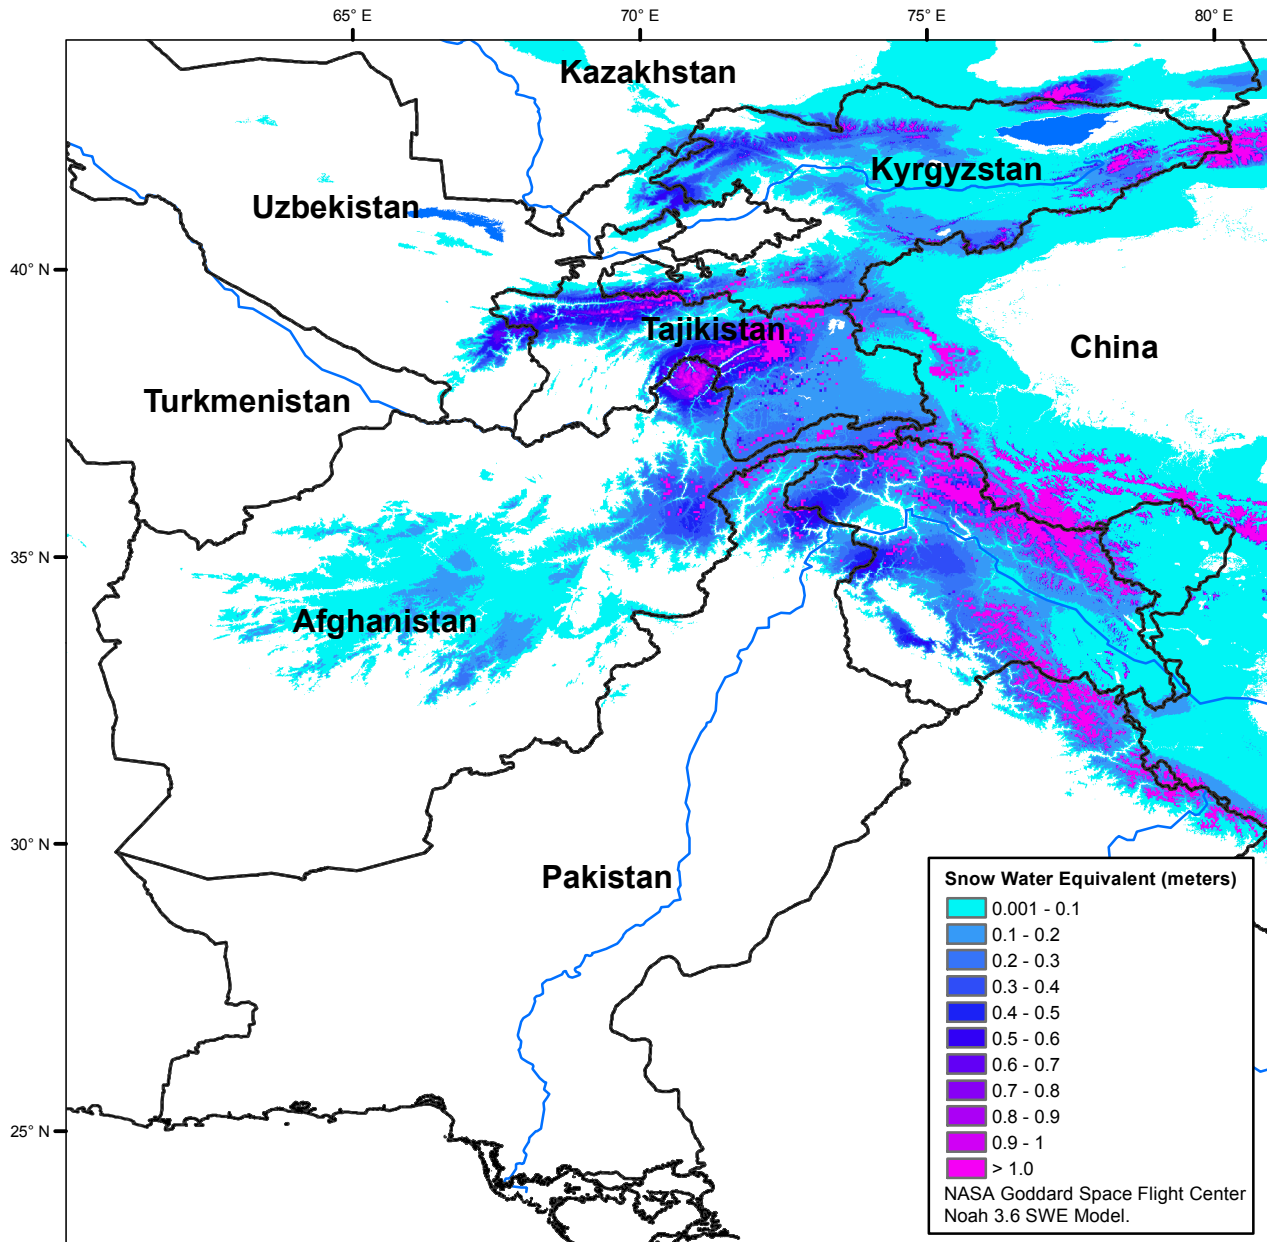 65° E
70° E
75° E
80° E
Kazakhstan
Kyrgyzstan
Uzbekistan
40° N
Tajikistan
China
Turkmenistan
35° N
Afghanistan
30° N
Pakistan
25° N
Snow Water Equivalent (meters)
0.001 - 0.1
0.1 - 0.2
0.2 - 0.3
0.3 - 0.4
0.4 - 0.5
0.5 - 0.6
0.6 - 0.7
0.7 - 0.8
0.8 - 0.9
0.9 - 1
> 1.0
NASA Goddard Space Flight Center
Noah 3.6 SWE Model.